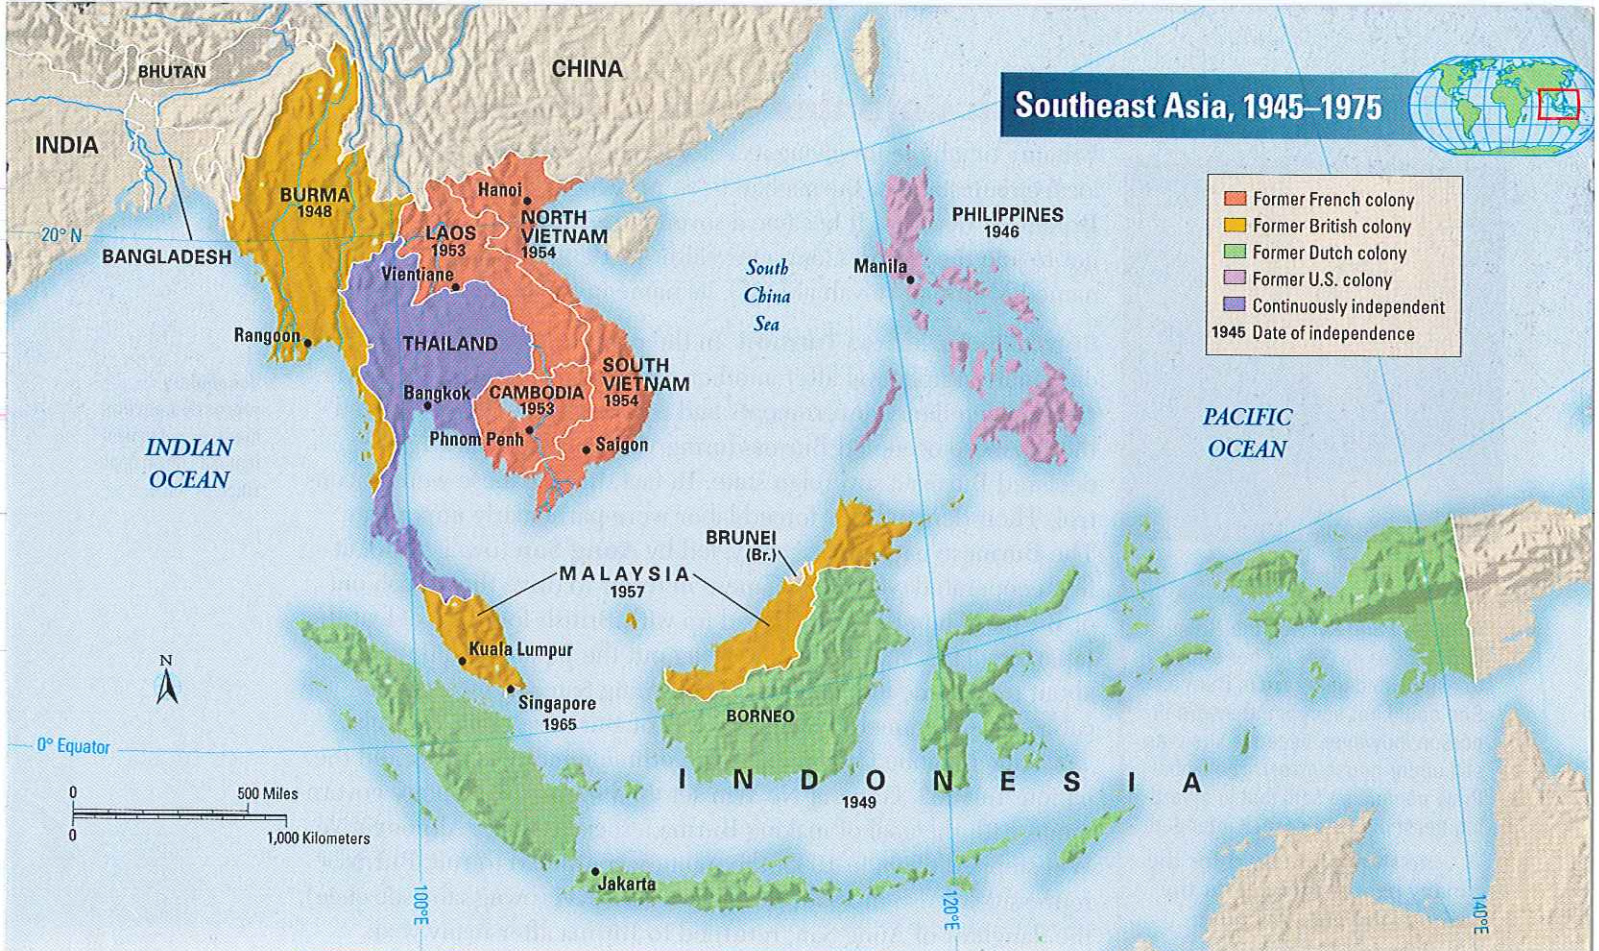 Southeast Asia, 1945–1975
Former French colony
Former British colony
Former Dutch colony
Former U.S. colony
Continuously independent
1945 Date of independence
BHUTAN
CHINA
INDIA
BURMA
1948
BANGLADESH
20° N
Hanoi
NORTH
VIETNAM
1954
LAOS
1953
Vientiane
Rangoon
THAILAND
Bangkok
CAMBODIA
1953
Phnom Penh
SOUTH
VIETNAM
1954
Saigon
South
China
Sea
PHILIPPINES
1946
Manila
PACIFIC
OCEAN
INDIAN
OCEAN
BRUNEI
(Br.)
MALAYSIA
1957
Kuala Lumpur
Singapore
1965
BORNEO
INDONESIA
1949
Jakarta
N
0° Equator
0 500 Miles
0 1,000 Kilometers
100°E
120°E
140°E